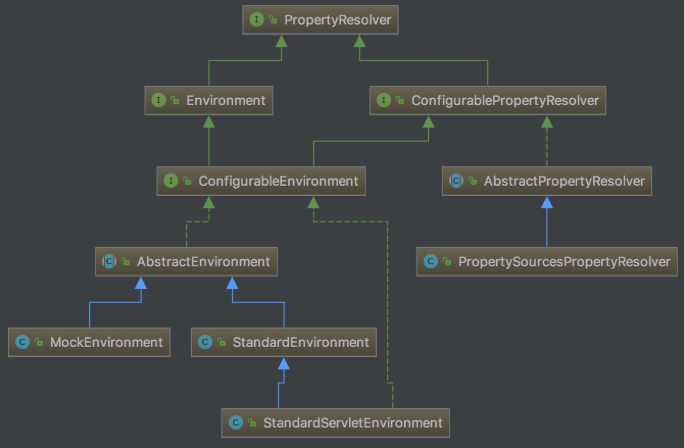 I PropertyResolver
I Environment
I ConfigurablePropertyResolver
I ConfigurableEnvironment
C AbstractPropertyResolver
C AbstractEnvironment
C PropertySourcesPropertyResolver
C MockEnvironment
C StandardEnvironment
C StandardServletEnvironment